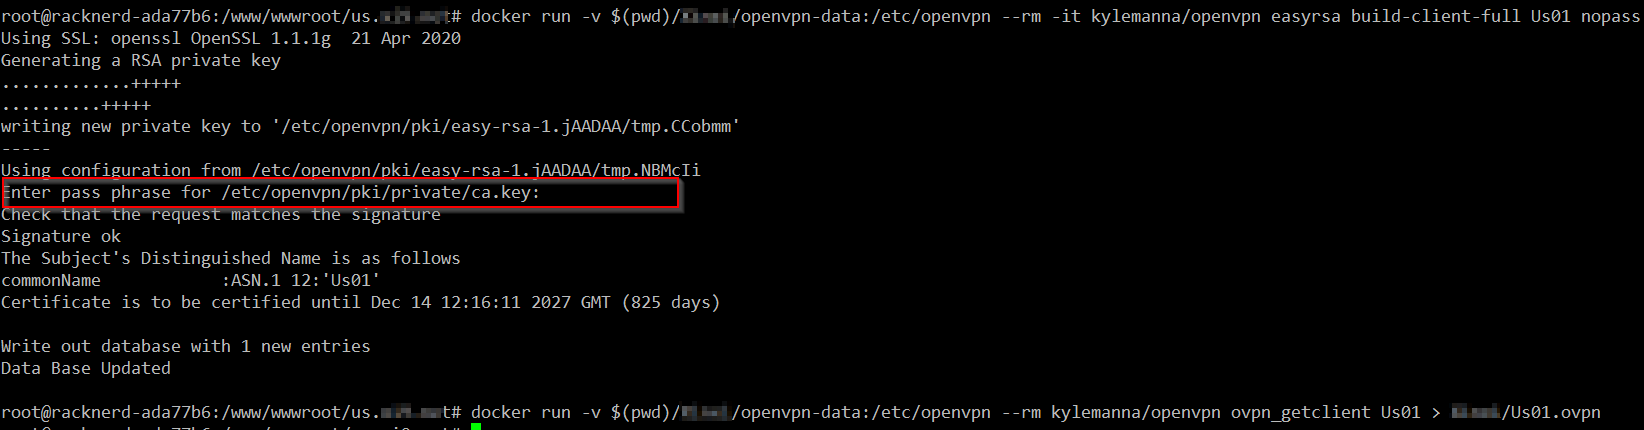 root@racknerd-ada77b6:/www/wwwroot/us. t# docker run -v $(pwd)/ /openvpn-data:/etc/openvpn --rm -it kylemanna/openvpn easyrsa build-client-full Us01 nopass
Using SSL: openssl OpenSSL 1.1.1g  21 Apr 2020
Generating a RSA private key
.............+++++
..........+++++
writing new private key to '/etc/openvpn/pki/easy-rsa-1.jAADAA/tmp.CCobmm'
-----
Using configuration from /etc/openvpn/pki/easy-rsa-1.jAADAA/tmp.NBMcIi
Enter pass phrase for /etc/openvpn/pki/private/ca.key:
Check that the request matches the signature
Signature ok
The Subject's Distinguished Name is as follows
commonName            :ASN.1 12:'Us01'
Certificate is to be certified until Dec 14 12:16:11 2027 GMT (825 days)
Write out database with 1 new entries
Data Base Updated
root@racknerd-ada77b6:/www/wwwroot/us. t# docker run -v $(pwd)/ /openvpn-data:/etc/openvpn --rm kylemanna/openvpn ovpn_getclient Us01 > /Us01.ovpn